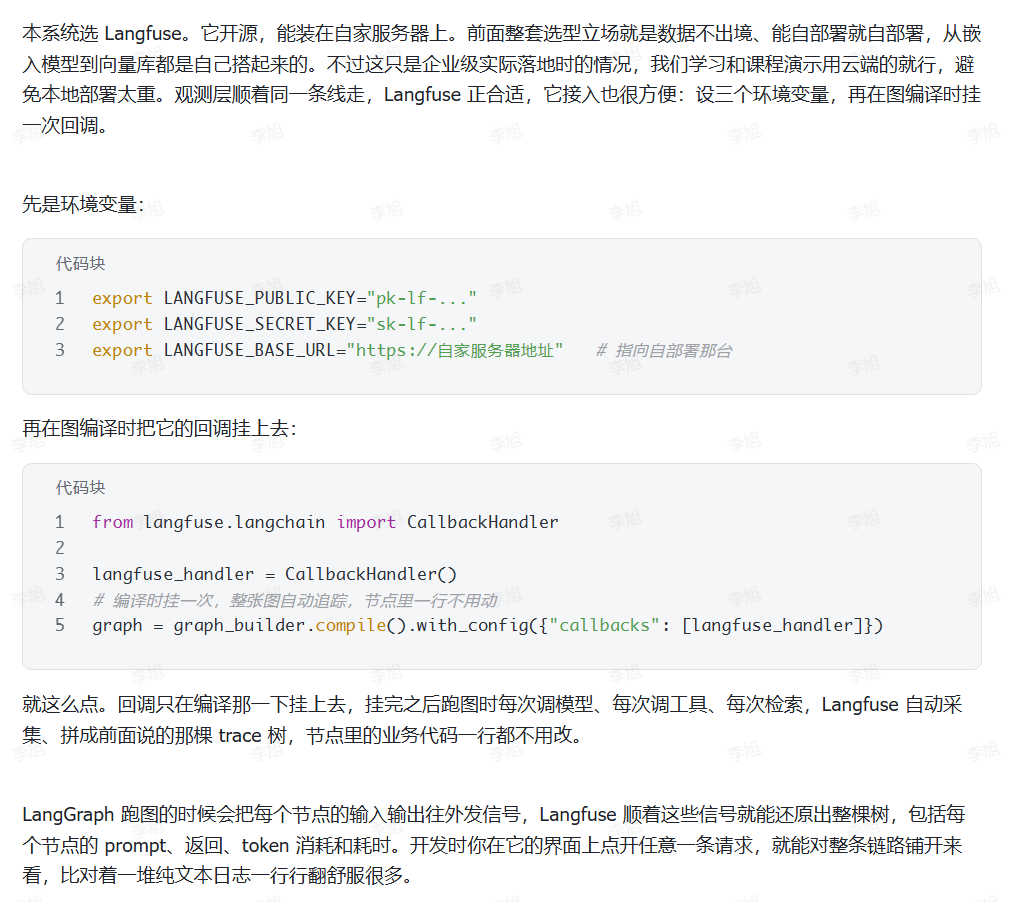 本系统选 Langfuse。它开源，能装在自家服务器上。前面整套选型立场就是数据不出境、能自部署就自部署，从嵌
入模型到向量库都是自己搭起来的。不过这只是企业级实际落地时的情况，我们学习和课程演示用云端的就行，避
免本地部署太重。观测层顺着同一条线走，Langfuse 正合适，它接入也很方便：设三个环境变量，再在图编译时挂
一次回调。
先是环境变量：
代码块
1 export LANGFUSE_PUBLIC_KEY="pk-lf-..."
2 export LANGFUSE_SECRET_KEY="sk-lf-..."
3 export LANGFUSE_BASE_URL="https://自家服务器地址" # 指向自部署那台
再在图编译时把它的回调挂上去：
代码块
1 from langfuse.langchain import CallbackHandler
2
3 langfuse_handler = CallbackHandler()
4 # 编译时挂一次，整张图自动追踪，节点里一行不用动
5 graph = graph_builder.compile().with_config({"callbacks": [langfuse_handler]})
就这么点。回调只在编译那一下挂上去，挂完之后跑图时每次调模型、每次调工具、每次检索，Langfuse 自动采
集、拼成前面说的那棵 trace 树，节点里的业务代码一行都不用改。
LangGraph 跑图的时候会把每个节点的输入输出往外发信号，Langfuse 顺着这些信号就能还原出整棵树，包括每
个节点的 prompt、返回、token 消耗和耗时。开发时你在它的界面上点开任意一条请求，就能对整条链路铺开来
看，比对着一堆纯文本日志一行行翻舒服很多。
李旭